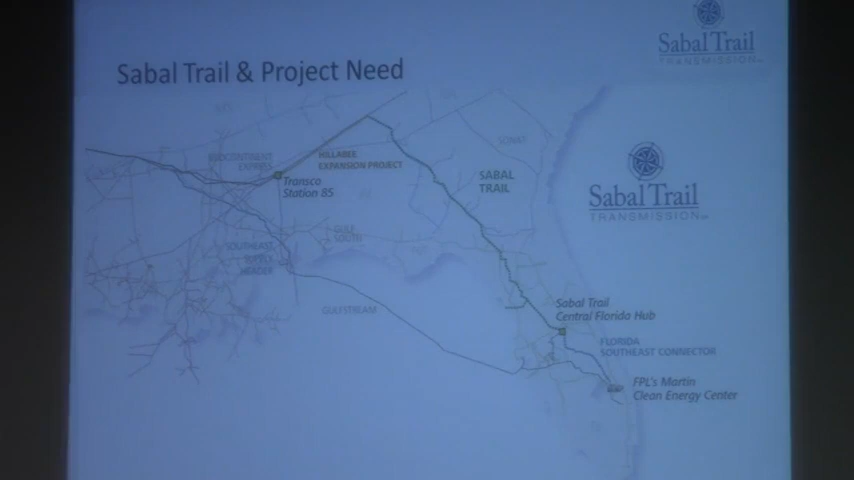 Sabal Trail
TRANSMISSION
Sabal Trail & Project Need
SONAT
MIDCONTINENT
EXPRESS
HILLABEE
EXPANSION PROJECT
Transco
Station 85
SABAL
TRAIL
Sabal Trail
TRANSMISSION
GULF
SOUTH
SOUTHEAST
SUPPLY
HEADER
GULFSTREAM
Sabal Trail
Central Florida Hub
FLORIDA
SOUTHEAST CONNECTOR
FPL's Martin
Clean Energy Center